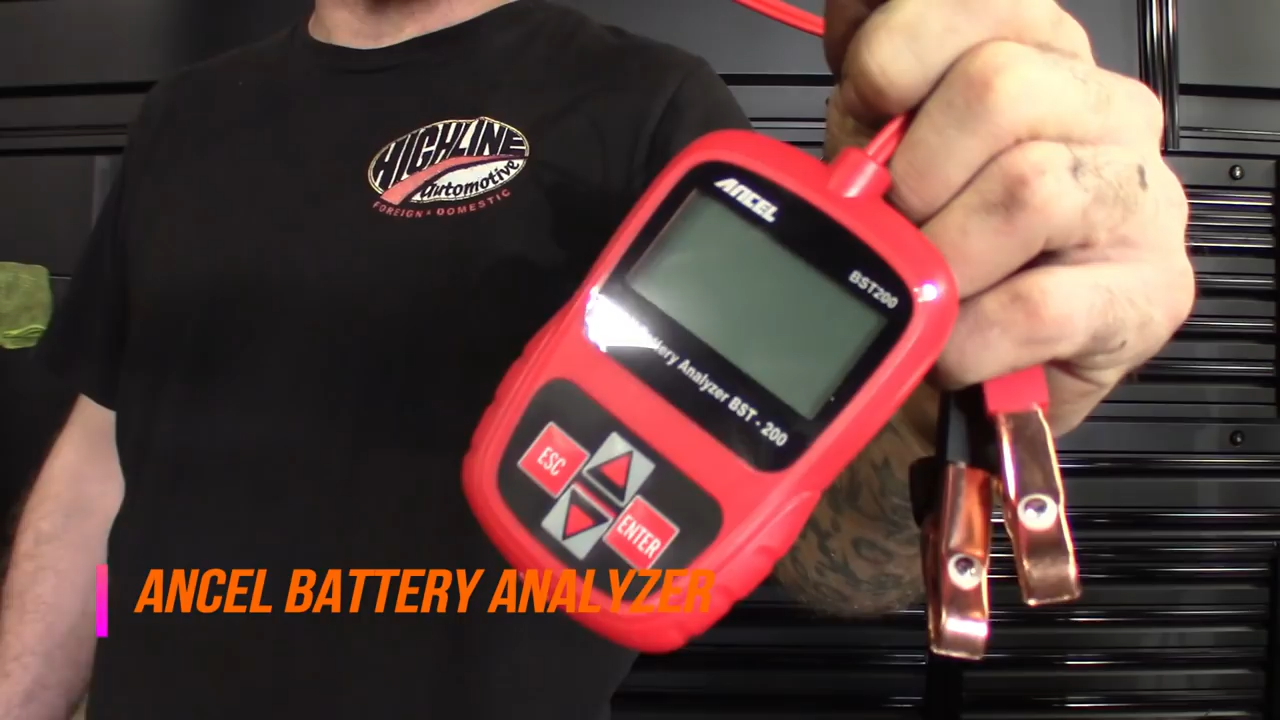 HIGHLINE
automotive
FOREIGN & DOMESTIC
ANCEL
BST200
Battery Analyzer BST - 200
ESC
ENTER
ANCEL BATTERY ANALYZER